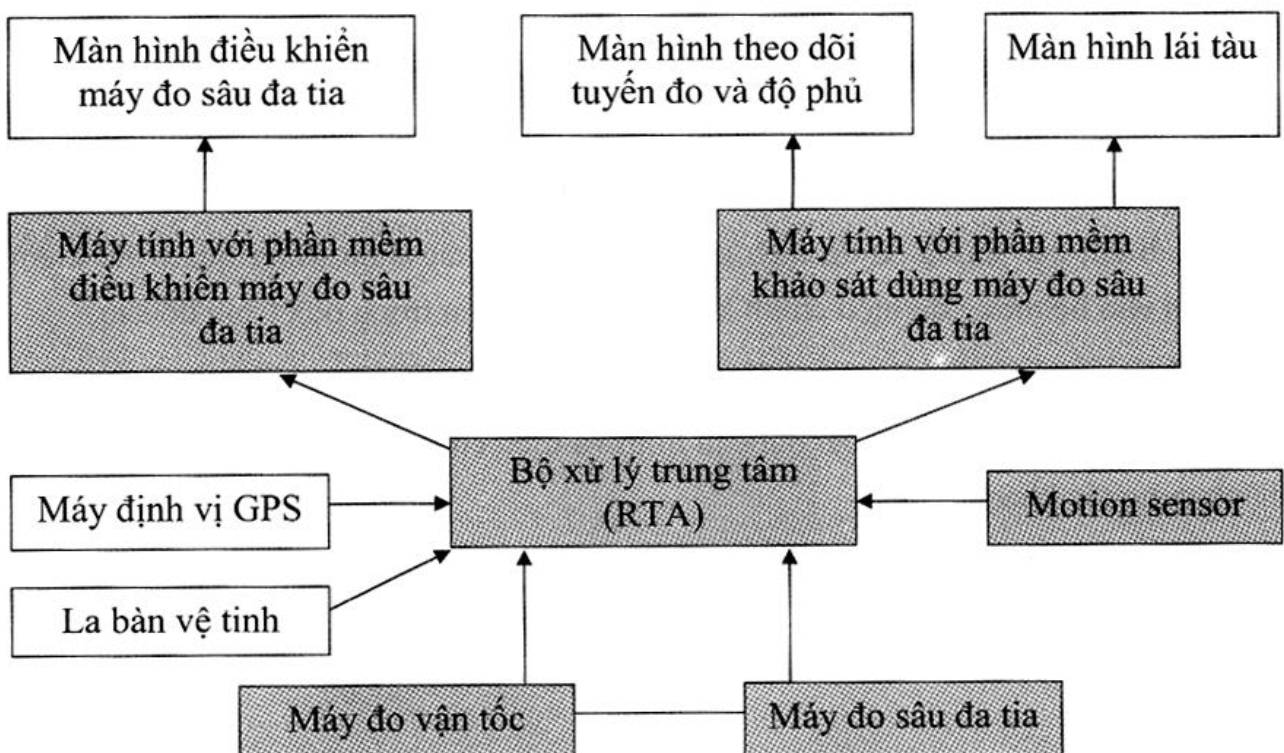 Màn hình điều khiển
máy đo sâu đa tia
Màn hình theo dõi
tuyến đo và độ phủ
Màn hình lái tàu
Máy tính với phần mềm
điều khiển máy đo sâu
đa tia
Máy tính với phần mềm
khảo sát dùng máy đo sâu
đa tia
Bộ xử lý trung tâm
(RTA)
Máy định vị GPS
Motion sensor
La bàn vệ tinh
Máy đo vận tốc
Máy đo sâu đa tia